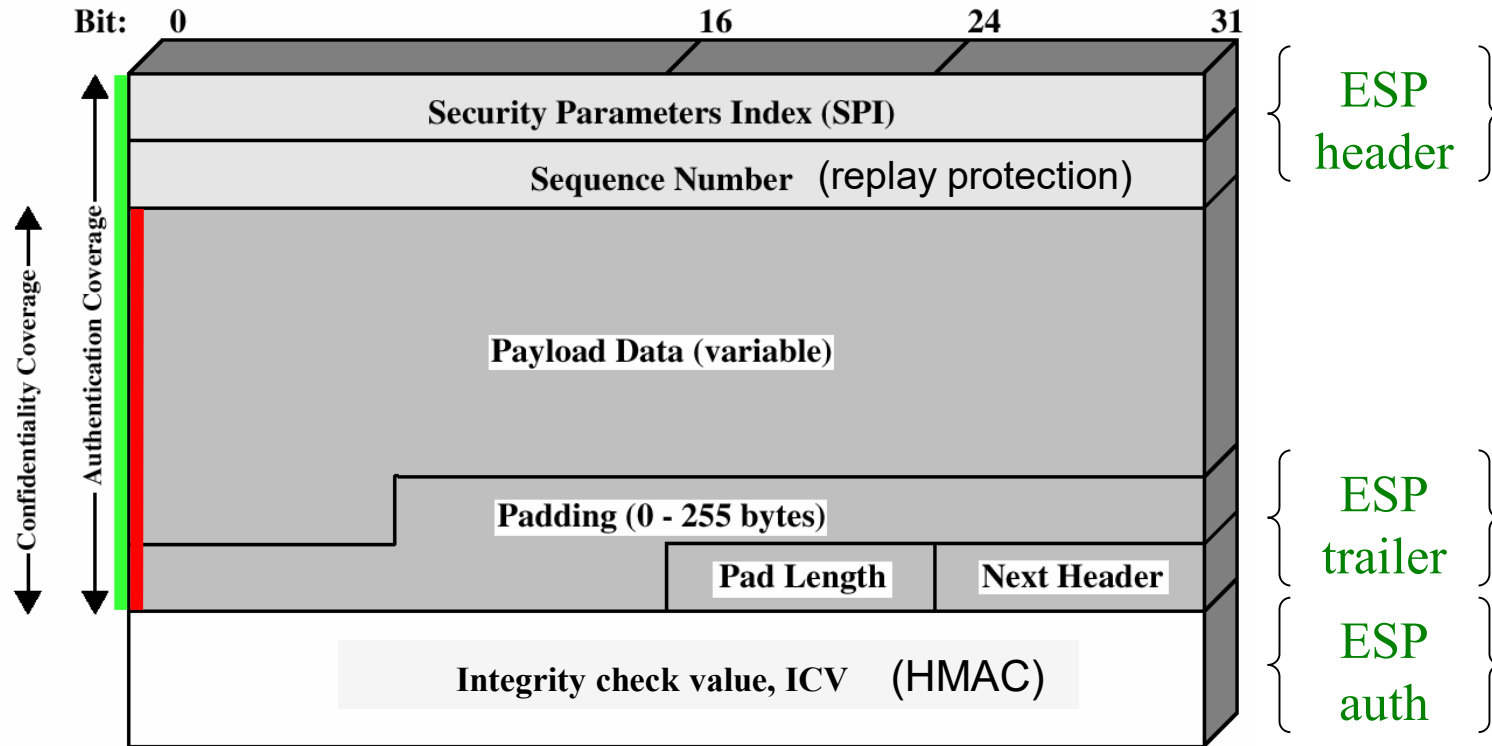 Bit: 0 16 24 31
Security Parameters Index (SPI)
Sequence Number (replay protection)
Payload Data (variable)
Padding (0 - 255 bytes)
Pad Length Next Header
Integrity check value, ICV (HMAC)
Confidentiality Coverage
Authentication Coverage
ESP
header
ESP
trailer
ESP
auth